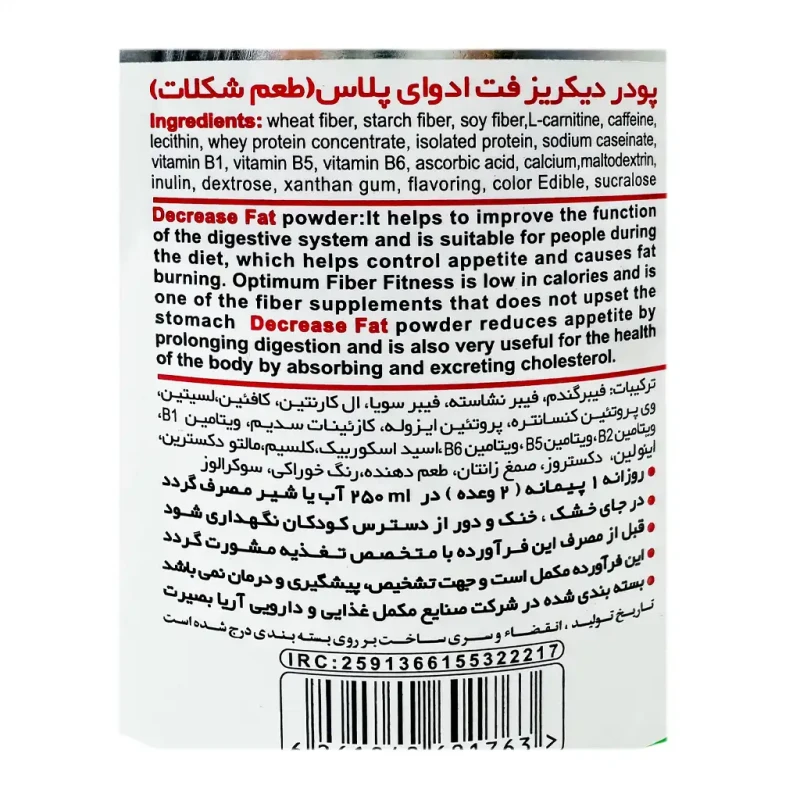 پودر دیکریز فت ادوای پلاس(طعم شکلات)
Ingredients: wheat fiber, starch fiber, soy fiber,L-carnitine, caffeine,
lecithin, whey protein concentrate, isolated protein, sodium caseinate,
vitamin B1, vitamin B5, vitamin B6, ascorbic acid, calcium,maltodextrin,
inulin, dextrose, xanthan gum, flavoring, color Edible, sucralose
Decrease Fat powder:It helps to improve the function
of the digestive system and is suitable for people during
the diet, which helps control appetite and causes fat
burning. Optimum Fiber Fitness is low in calories and is
one of the fiber supplements that does not upset the
stomach Decrease Fat powder reduces appetite by
prolonging digestion and is also very useful for the health
of the body by absorbing and excreting cholesterol.
ترکیبات: فیبرگندم، فیبر نشاسته، فیبر سویا، ال کارنتین، کافئین،لسیتین،
وی پروتئین کنسانتره، پروتئین ایزوله، کازئینات سدیم، ویتامین B1،
ویتامین B2،ویتامین B5،ویتامین B6،اسید اسکوربیک،کلسیم،مالتو دکسترین،
اینولین، دکستروز، صمغ زانتان، طعم دهنده،رنگ خوراکی، سوکرالوز
• روزانه ۱ پیمانه ( ۲ وعده ) در ۲۵۰ ml آب یا شیر مصرف گردد
• در جای خشک ، خنک و دور از دسترس کودکان نگهداری شود
• قبل از مصرف این فرآورده با متخصص تغذیه مشورت گردد
• این فرآورده مکمل است و جهت تشخیص، پیشگیری و درمان نمی باشد
• بسته بندی شده در شرکت صنایع مکمل غذایی و دارویی آریا بصیرت
تاریخ تولید ، انقضاء و سری ساخت بر روی بسته بندی درج شده است
IRC:2591366155322217